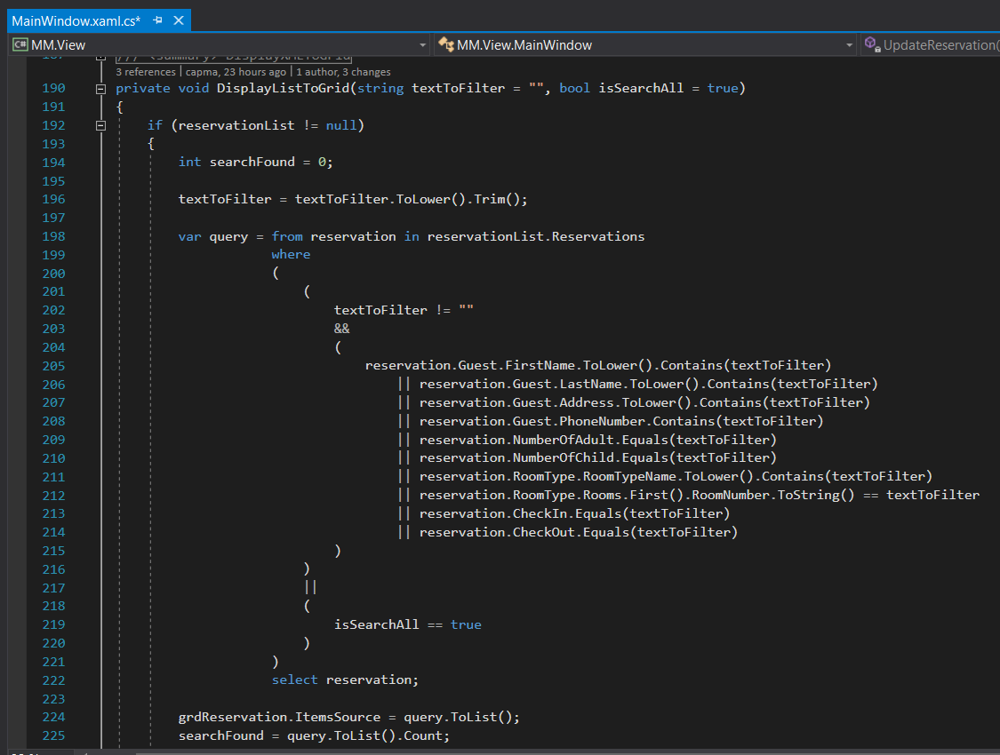 MainWindow.xaml.cs*
C# MM.View MM.View.MainWindow UpdateReservation(
187 /// <summary> DisplayXMLToGrid
3 references | capma, 23 hours ago | 1 author, 3 changes
190 private void DisplayListToGrid(string textToFilter = "", bool isSearchAll = true)
191 {
192 if (reservationList != null)
193 {
194 int searchFound = 0;
195
196 textToFilter = textToFilter.ToLower().Trim();
197
198 var query = from reservation in reservationList.Reservations
199 where
200 (
201 (
202 textToFilter != ""
203 &&
204 (
205 reservation.Guest.FirstName.ToLower().Contains(textToFilter)
206 || reservation.Guest.LastName.ToLower().Contains(textToFilter)
207 || reservation.Guest.Address.ToLower().Contains(textToFilter)
208 || reservation.Guest.PhoneNumber.Contains(textToFilter)
209 || reservation.NumberOfAdult.Equals(textToFilter)
210 || reservation.NumberOfChild.Equals(textToFilter)
211 || reservation.RoomType.RoomTypeName.ToLower().Contains(textToFilter)
212 || reservation.RoomType.Rooms.First().RoomNumber.ToString() == textToFilter
213 || reservation.CheckIn.Equals(textToFilter)
214 || reservation.CheckOut.Equals(textToFilter)
215 )
216 )
217 ||
218 (
219 isSearchAll == true
220 )
221 )
222 select reservation;
223
224 grdReservation.ItemsSource = query.ToList();
225 searchFound = query.ToList().Count;